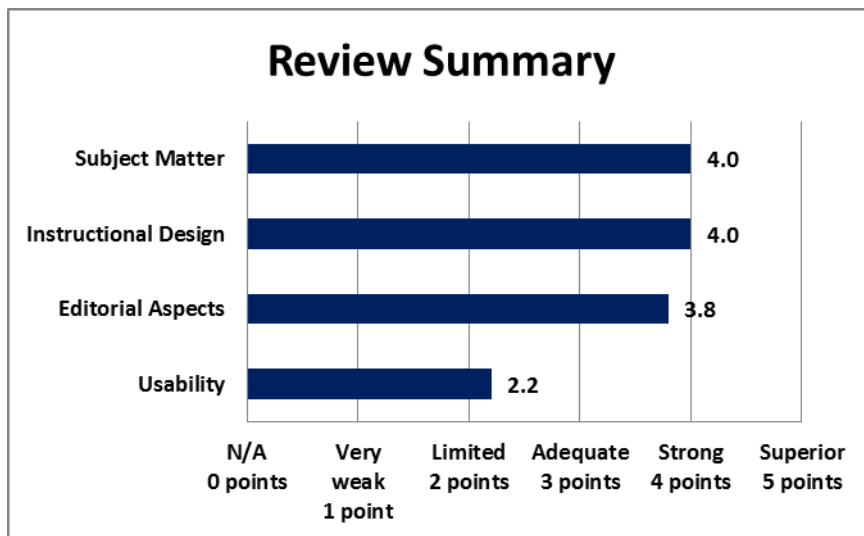 Review Summary
Subject Matter
4.0
Instructional Design
4.0
Editorial Aspects
3.8
Usability
2.2
N/A Very Limited Adequate Strong Superior
0 points weak 2 points 3 points 4 points 5 points
1 point